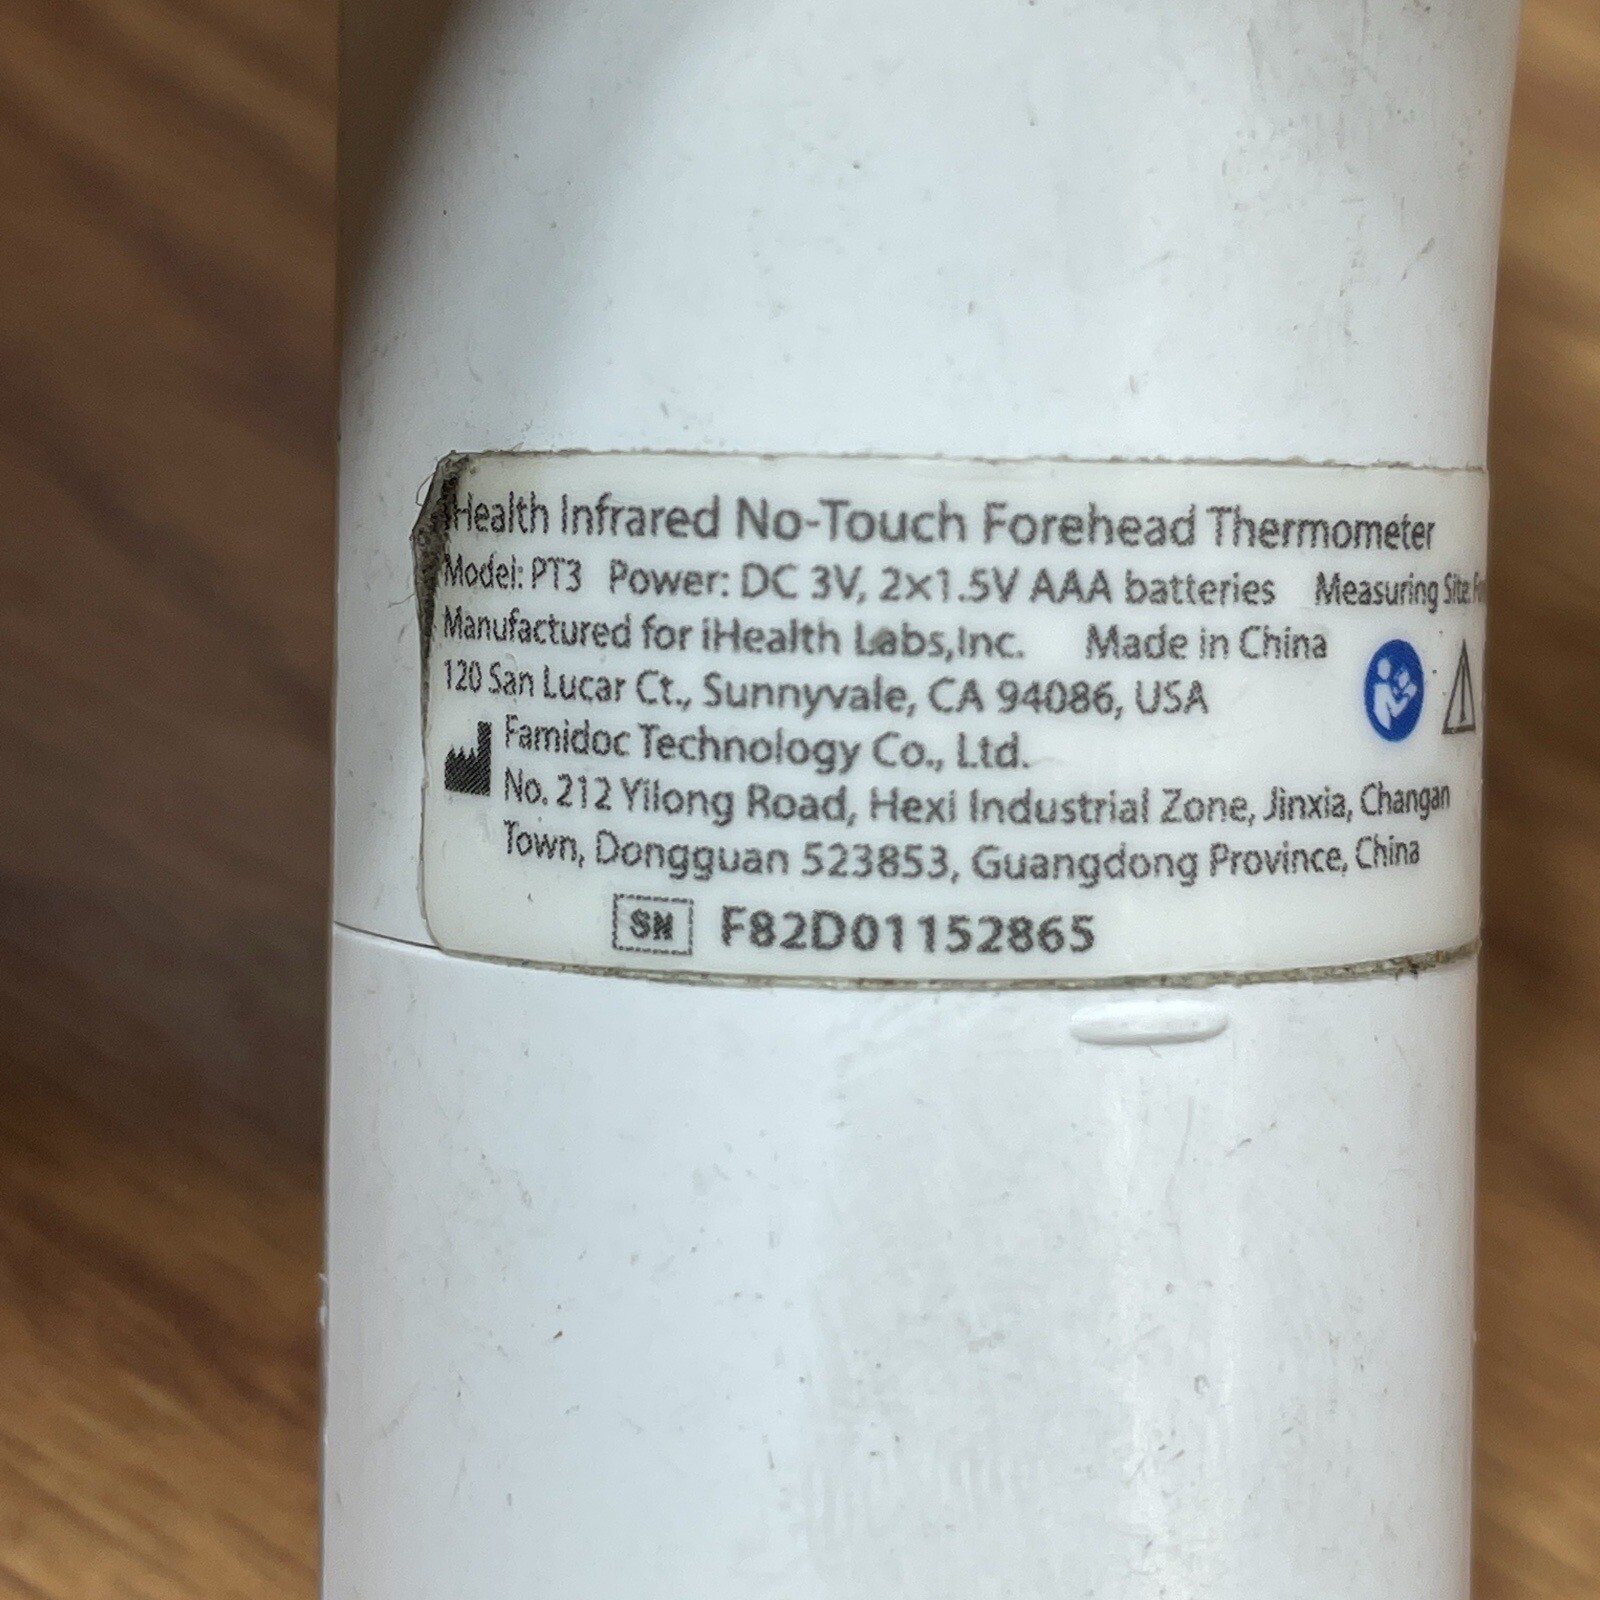 iHealth Infrared No-Touch Forehead Thermometer
Model: PT3 Power: DC 3V, 2×1.5V AAA batteries Measuring Site:
Manufactured for iHealth Labs,Inc. Made in China
120 San Lucar Ct., Sunnyvale, CA 94086, USA
Famidoc Technology Co., Ltd.
No. 212 Yilong Road, Hexi Industrial Zone, Jinxia, Changan
Town, Dongguan 523853, Guangdong Province, China
SN F82D01152865